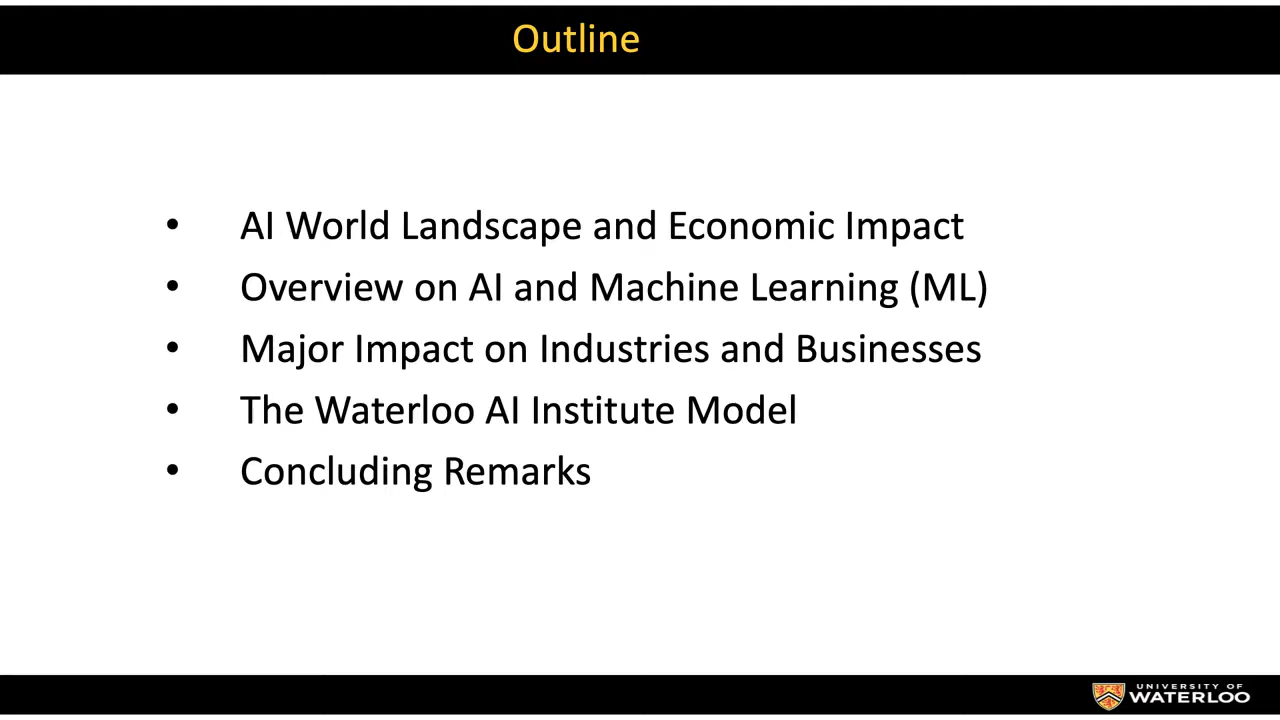 Outline
• AI World Landscape and Economic Impact
• Overview on AI and Machine Learning (ML)
• Major Impact on Industries and Businesses
• The Waterloo AI Institute Model
• Concluding Remarks
UNIVERSITY OF
WATERLOO